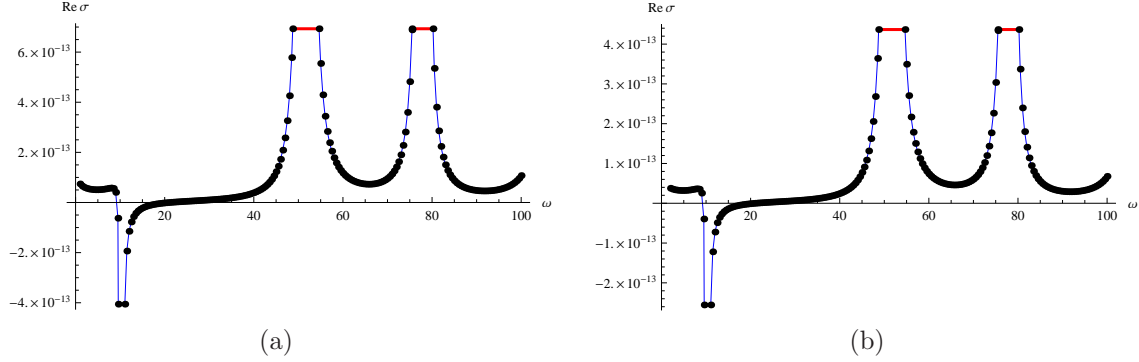 Re σ
6. × 10⁻¹³
4. × 10⁻¹³
2. × 10⁻¹³
20 40 60 80 100 ω
−2. × 10⁻¹³
−4. × 10⁻¹³
(a)
Re σ
4. × 10⁻¹³
3. × 10⁻¹³
2. × 10⁻¹³
1. × 10⁻¹³
20 40 60 80 100 ω
−1. × 10⁻¹³
−2. × 10⁻¹³
(b)